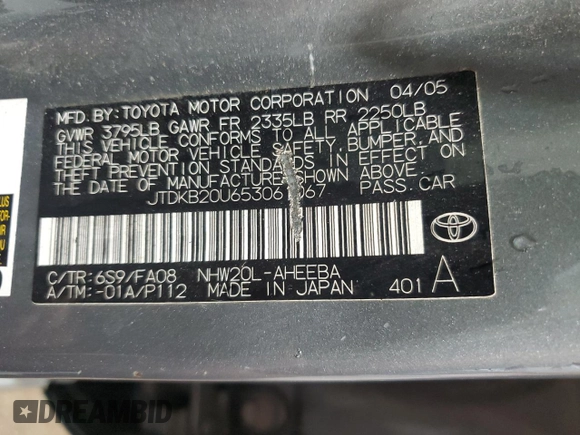 MFD. BY: TOYOTA MOTOR CORPORATION 04/05
GVWR 3795LB GAWR FR 2335LB RR 2250LB
THIS VEHICLE CONFORMS TO ALL APPLICABLE
FEDERAL MOTOR VEHICLE SAFETY, BUMPER, AND
THEFT PREVENTION STANDARDS IN EFFECT ON
THE DATE OF MANUFACTURE SHOWN ABOVE.
PASS. CAR
TOYOTA
C/TR: 6S9/FA08 NHW20L-AHEEBA
A/TM: -01A/P112 MADE IN JAPAN 401 A
DREAMBID